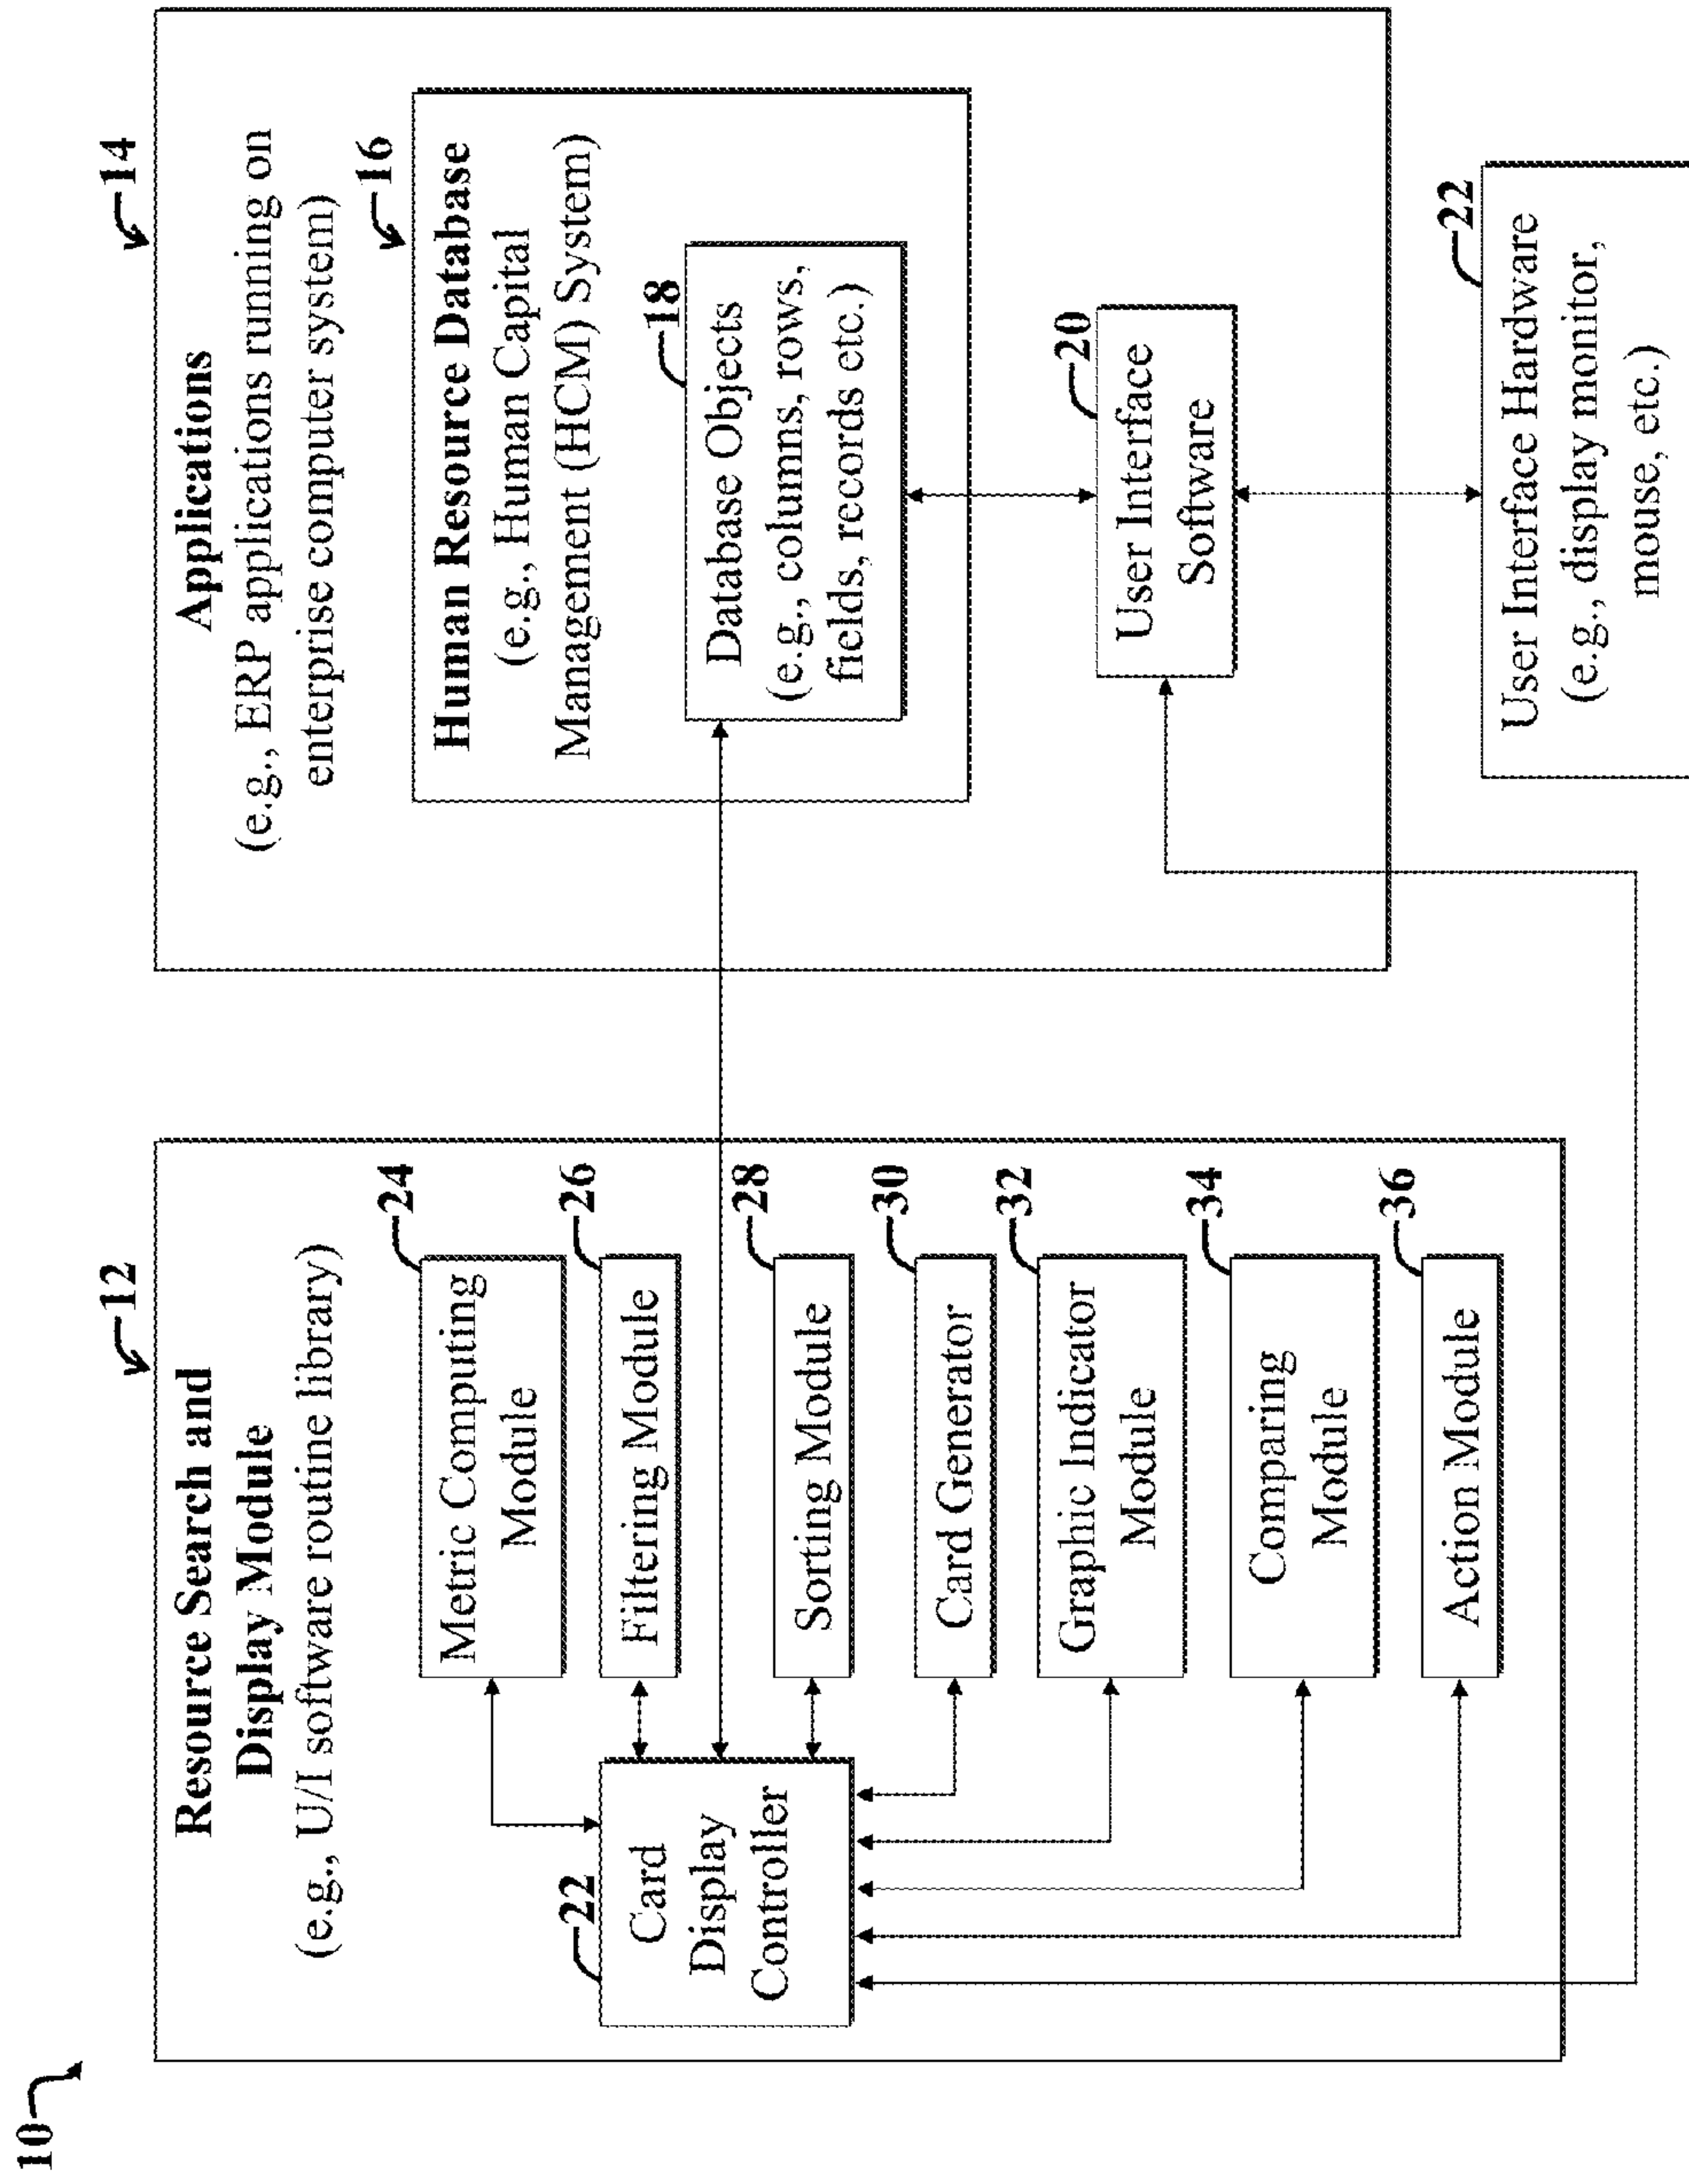 10
12
Resource Search and
Display Module
(e.g., U/I software routine library)
22
Card
Display
Controller
24
Metric Computing
Module
26
Filtering Module
28
Sorting Module
30
Card Generator
32
Graphic Indicator
Module
34
Comparing
Module
36
Action Module
14
Applications
(e.g., ERP applications running on
enterprise computer system)
16
Human Resource Database
(e.g., Human Capital
Management (HCM) System)
18
Database Objects
(e.g., columns, rows,
fields, records etc.)
20
User Interface
Software
22
User Interface Hardware
(e.g., display monitor,
mouse, etc.)